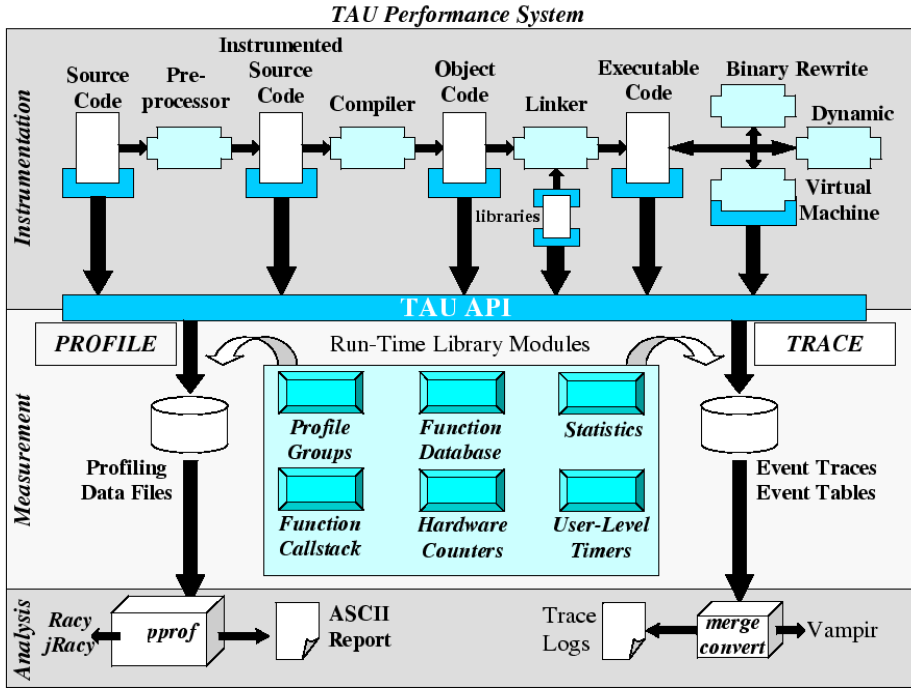 TAU Performance System
Instrumentation
Source
Code
Pre-
processor
Instrumented
Source
Code
Compiler
Object
Code
Linker
Executable
Code
Binary Rewrite
Dynamic
Virtual
Machine
libraries
TAU API
Measurement
PROFILE
Run-Time Library Modules
TRACE
Profile
Groups
Function
Database
Statistics
Profiling
Data Files
Event Traces
Event Tables
Function
Callstack
Hardware
Counters
User-Level
Timers
Analysis
Racy
jRacy
pprof
ASCII
Report
Trace
Logs
merge
convert
Vampir